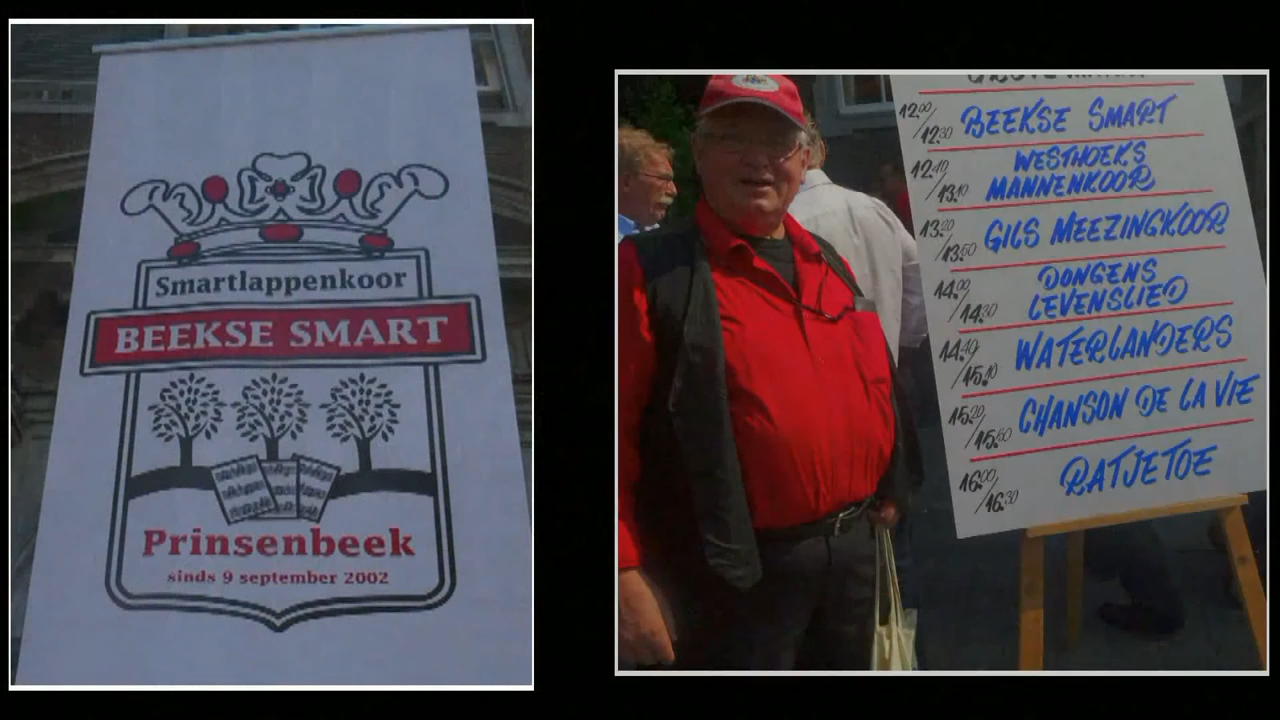 Smartlappenkoor
BEEKSE SMART
Prinsenbeek
sinds 9 september 2002
12.00/12.30 BEEKSE SMART
12.40/13.10 WESTHOEKS
MANNENKOOR
13.20/13.50 GILS MEEZINGKOOR
14.00/14.30 DONGENS
LEVENSLIED
14.40/15.10 WATERLANDERS
15.20/15.50 CHANSON DE LA VIE
16.00/16.30 RATJETOE